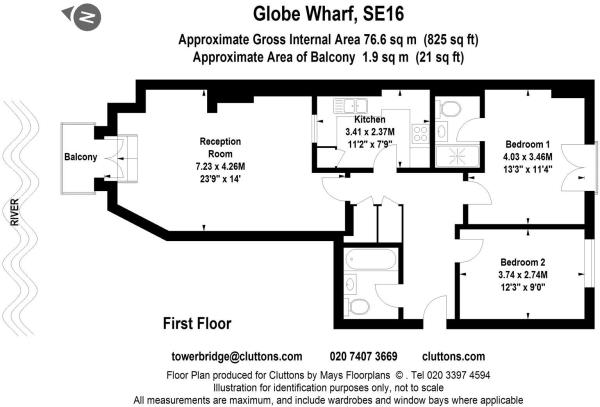 Globe Wharf, SE16
Approximate Gross Internal Area 76.6 sq m (825 sq ft)
Approximate Area of Balcony 1.9 sq m (21 sq ft)
N
Kitchen
3.41 x 2.37M
11'2" x 7'9"
Reception
Room
7.23 x 4.26M
23'9" x 14'
Balcony
Bedroom 1
4.03 x 3.46M
13'3" x 11'4"
RIVER
Bedroom 2
3.74 x 2.74M
12'3" x 9'0"
First Floor
towerbridge@cluttons.com 020 7407 3669 cluttons.com
Floor Plan produced for Cluttons by Mays Floorplans © . Tel 020 3397 4594
Illustration for identification purposes only, not to scale
All measurements are maximum, and include wardrobes and window bays where applicable